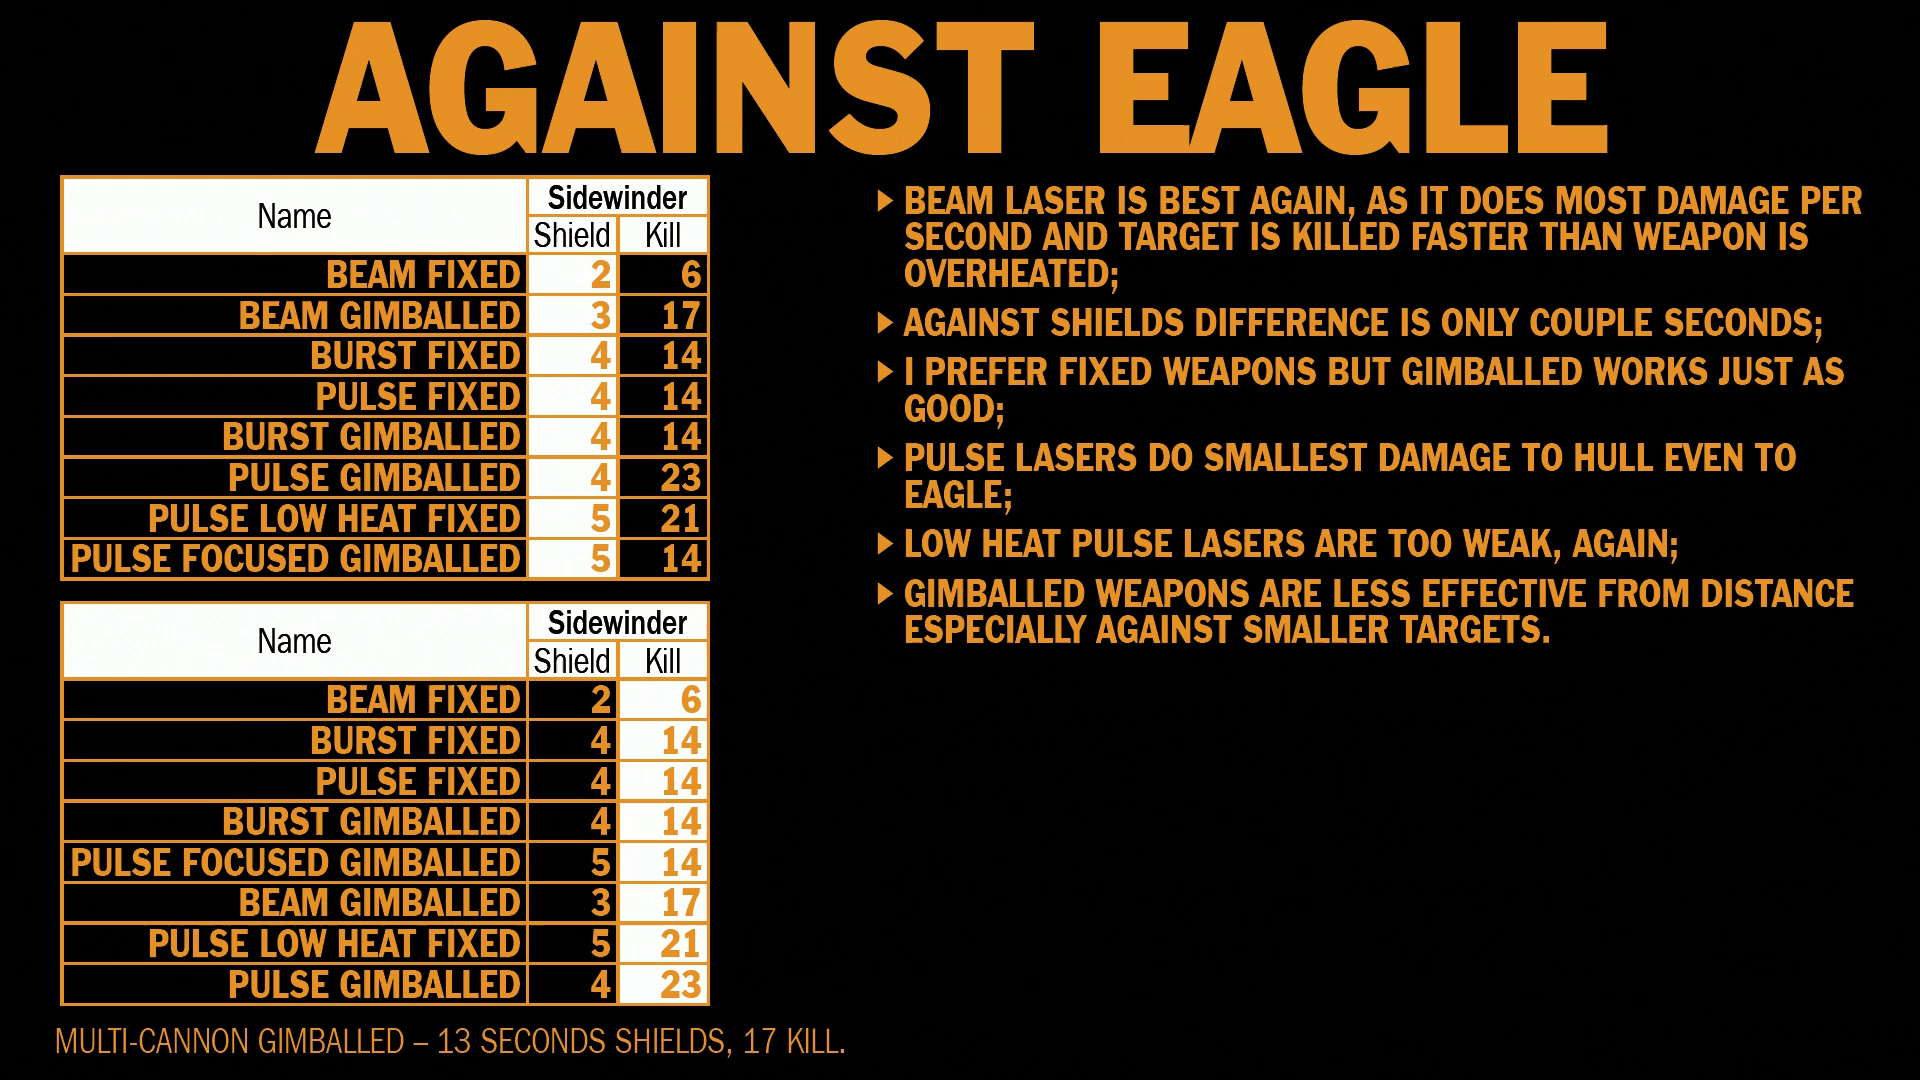 AGAINST EAGLE
Name Sidewinder
Shield Kill
BEAM FIXED 2 6
BEAM GIMBALLED 3 17
BURST FIXED 4 14
PULSE FIXED 4 14
BURST GIMBALLED 4 14
PULSE GIMBALLED 4 23
PULSE LOW HEAT FIXED 5 21
PULSE FOCUSED GIMBALLED 5 14
Name Sidewinder
Shield Kill
BEAM FIXED 2 6
BURST FIXED 4 14
PULSE FIXED 4 14
BURST GIMBALLED 4 14
PULSE FOCUSED GIMBALLED 5 14
BEAM GIMBALLED 3 17
PULSE LOW HEAT FIXED 5 21
PULSE GIMBALLED 4 23
MULTI-CANNON GIMBALLED – 13 SECONDS SHIELDS, 17 KILL.
BEAM LASER IS BEST AGAIN, AS IT DOES MOST DAMAGE PER
SECOND AND TARGET IS KILLED FASTER THAN WEAPON IS
OVERHEATED;
AGAINST SHIELDS DIFFERENCE IS ONLY COUPLE SECONDS;
I PREFER FIXED WEAPONS BUT GIMBALLED WORKS JUST AS
GOOD;
PULSE LASERS DO SMALLEST DAMAGE TO HULL EVEN TO
EAGLE;
LOW HEAT PULSE LASERS ARE TOO WEAK, AGAIN;
GIMBALLED WEAPONS ARE LESS EFFECTIVE FROM DISTANCE
ESPECIALLY AGAINST SMALLER TARGETS.